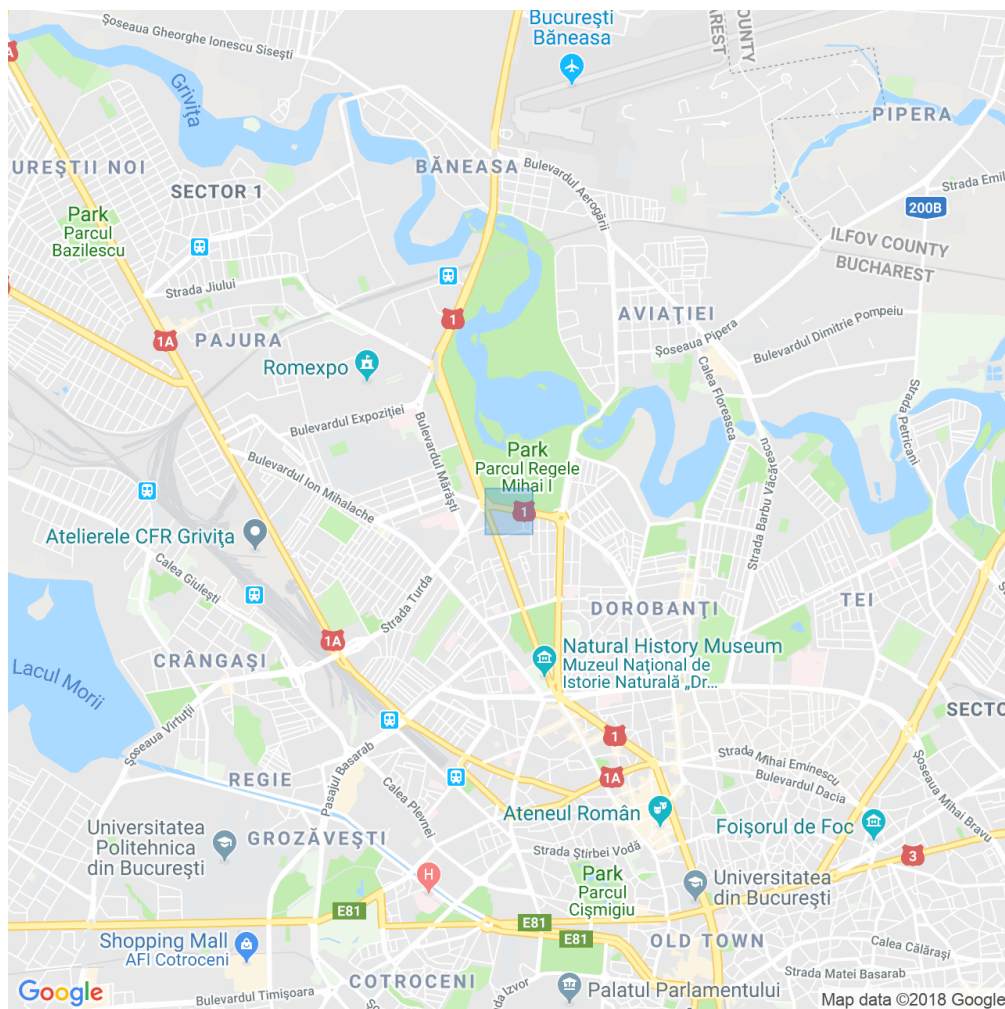 Șoseaua Gheorghe Ionescu Sisești
București
Băneasa
COUNTY
AREST
A
Grivița
PIPERA
UREȘTII NOI
BĂNEASA
Bulevardul Aerogării
SECTOR 1
Strada Emil
200B
Park
Parcul
Bazilescu
ILFOV COUNTY
BUCHAREST
Strada Jiului
1
AVIAȚIEI
Bulevardul Dimitrie Pompeiu
1A
PAJURA
Șoseaua Pipera
Romexpo
Calea Floreasca
Bulevardul Expoziției
Bulevardul Mărăști
Strada Petricani
Park
Parcul Regele
Mihai I
Bulevardul Ion Mihalache
Strada Barbu Văcărescu
1
Atelierele CFR Grivița
Calea Giulești
Strada Turda
DOROBANȚI
TEI
1A
CRÂNGAȘI
Natural History Museum
Muzeul Național de
Istorie Naturală „Dr...
Lacul Morii
Șoseaua Virtuții
SECTO
1
Strada Mihai Eminescu
Bulevardul Dacia
Șoseaua Mihai Bravu
REGIE
Pasajul Basarab
Calea Plevnei
1A
Ateneul Român
Foișorul de Foc
Universitatea
Politehnica
din București
GROZĂVEȘTI
Strada Știrbei Vodă
3
H
Park
Parcul
Cișmigiu
Universitatea
din București
E81
E81
E81
Shopping Mall
AFI Cotroceni
OLD TOWN
Calea Călărași
COTROCENI
Strada Matei Basarab
Strada Izvor
Palatul Parlamentului
Bulevardul Timișoara
Google
Map data ©2018 Google